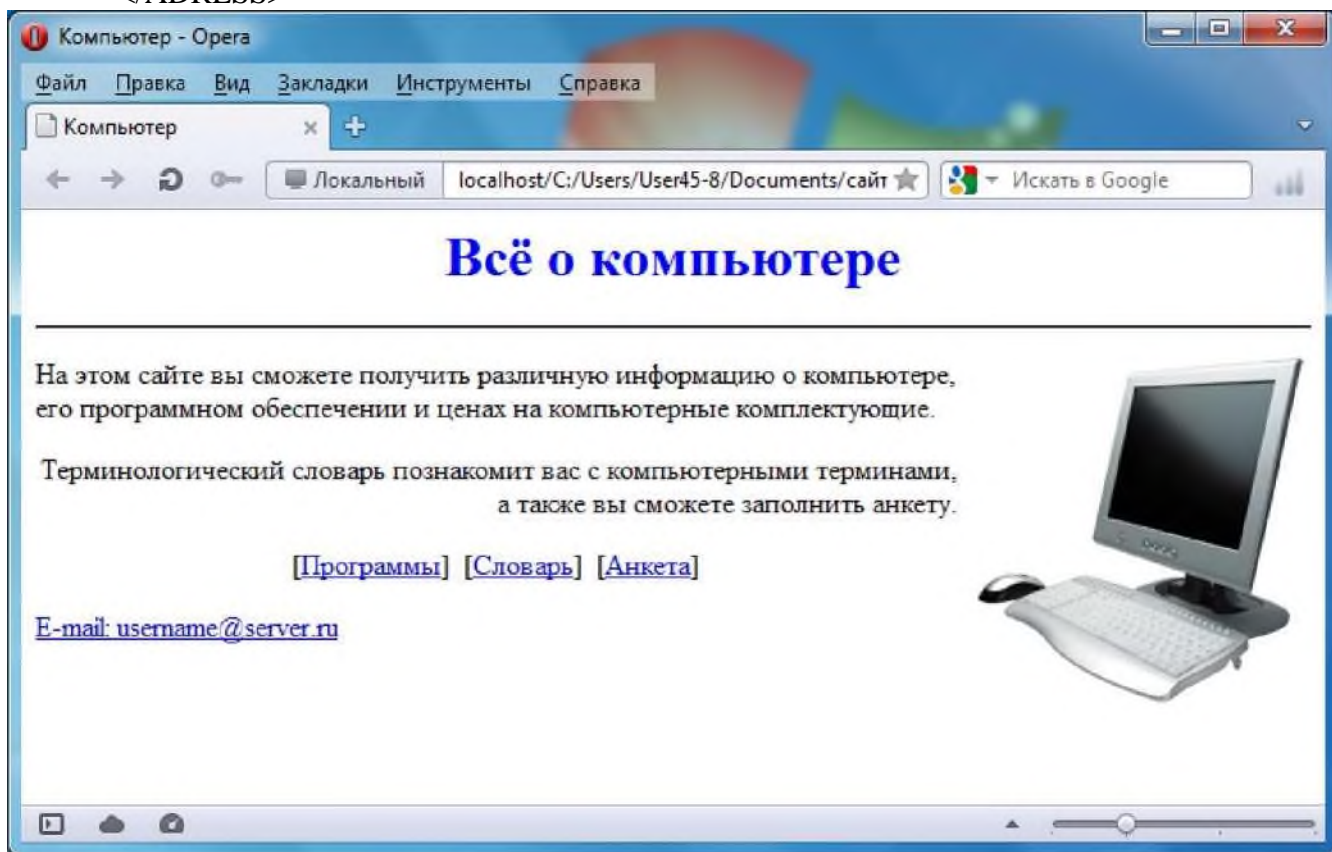 </ADRESS>
Компьютер - Opera
Файл Правка Вид Закладки Инструменты Справка
Компьютер
Локальный localhost/C:/Users/User45-8/Documents/сайт Искать в Google
Всё о компьютере
На этом сайте вы сможете получить различную информацию о компьютере,
его программном обеспечении и ценах на компьютерные комплектующие.
Терминологический словарь познакомит вас с компьютерными терминами,
а также вы сможете заполнить анкету.
[Программы] [Словарь] [Анкета]
E-mail: username@server.ru